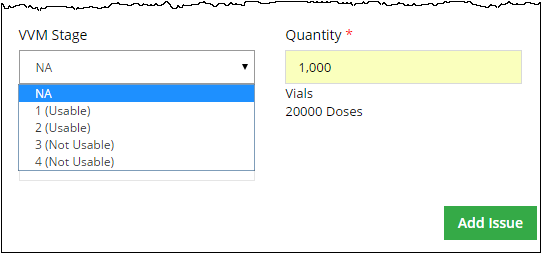 VVM Stage
NA
NA
1 (Usable)
2 (Usable)
3 (Not Usable)
4 (Not Usable)
Quantity *
1,000
Vials
20000 Doses
Add Issue